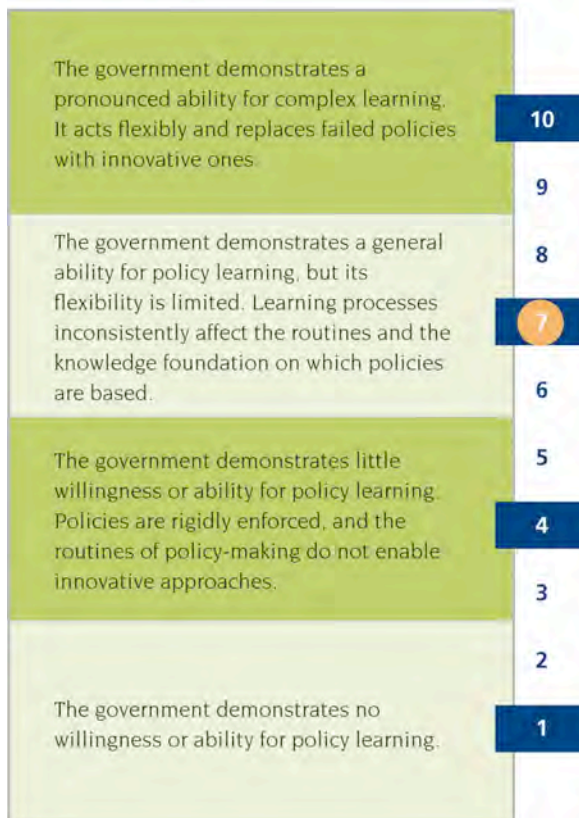 The government demonstrates a
pronounced ability for complex learning.
It acts flexibly and replaces failed policies
with innovative ones.
10
9
The government demonstrates a general
ability for policy learning, but its
flexibility is limited. Learning processes
inconsistently affect the routines and the
knowledge foundation on which policies
are based.
8
7
6
The government demonstrates little
willingness or ability for policy learning.
Policies are rigidly enforced, and the
routines of policy-making do not enable
innovative approaches.
5
4
3
2
The government demonstrates no
willingness or ability for policy learning.
1